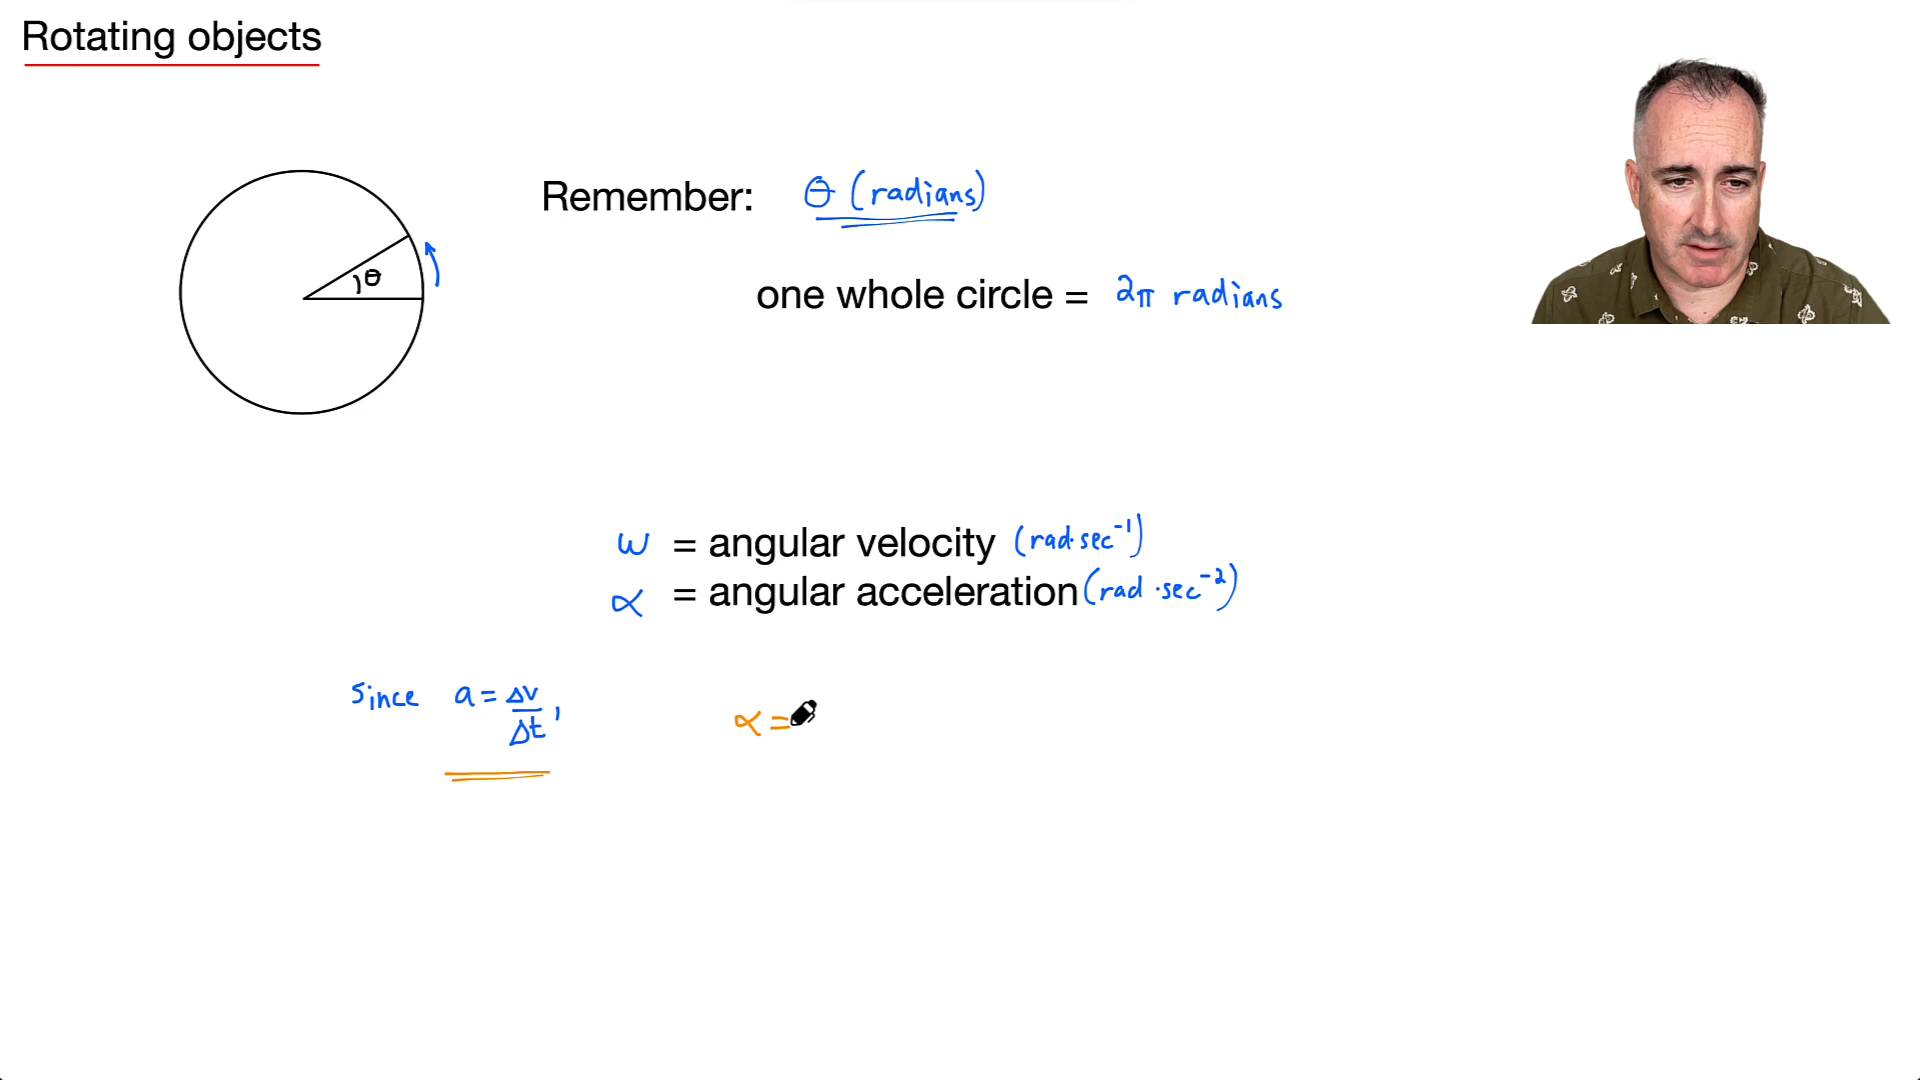 Rotating objects
Remember: θ (radians)
θ
one whole circle = 2π radians
ω = angular velocity (rad·sec⁻¹)
α = angular acceleration (rad·sec⁻²)
since a = Δv/Δt, α =